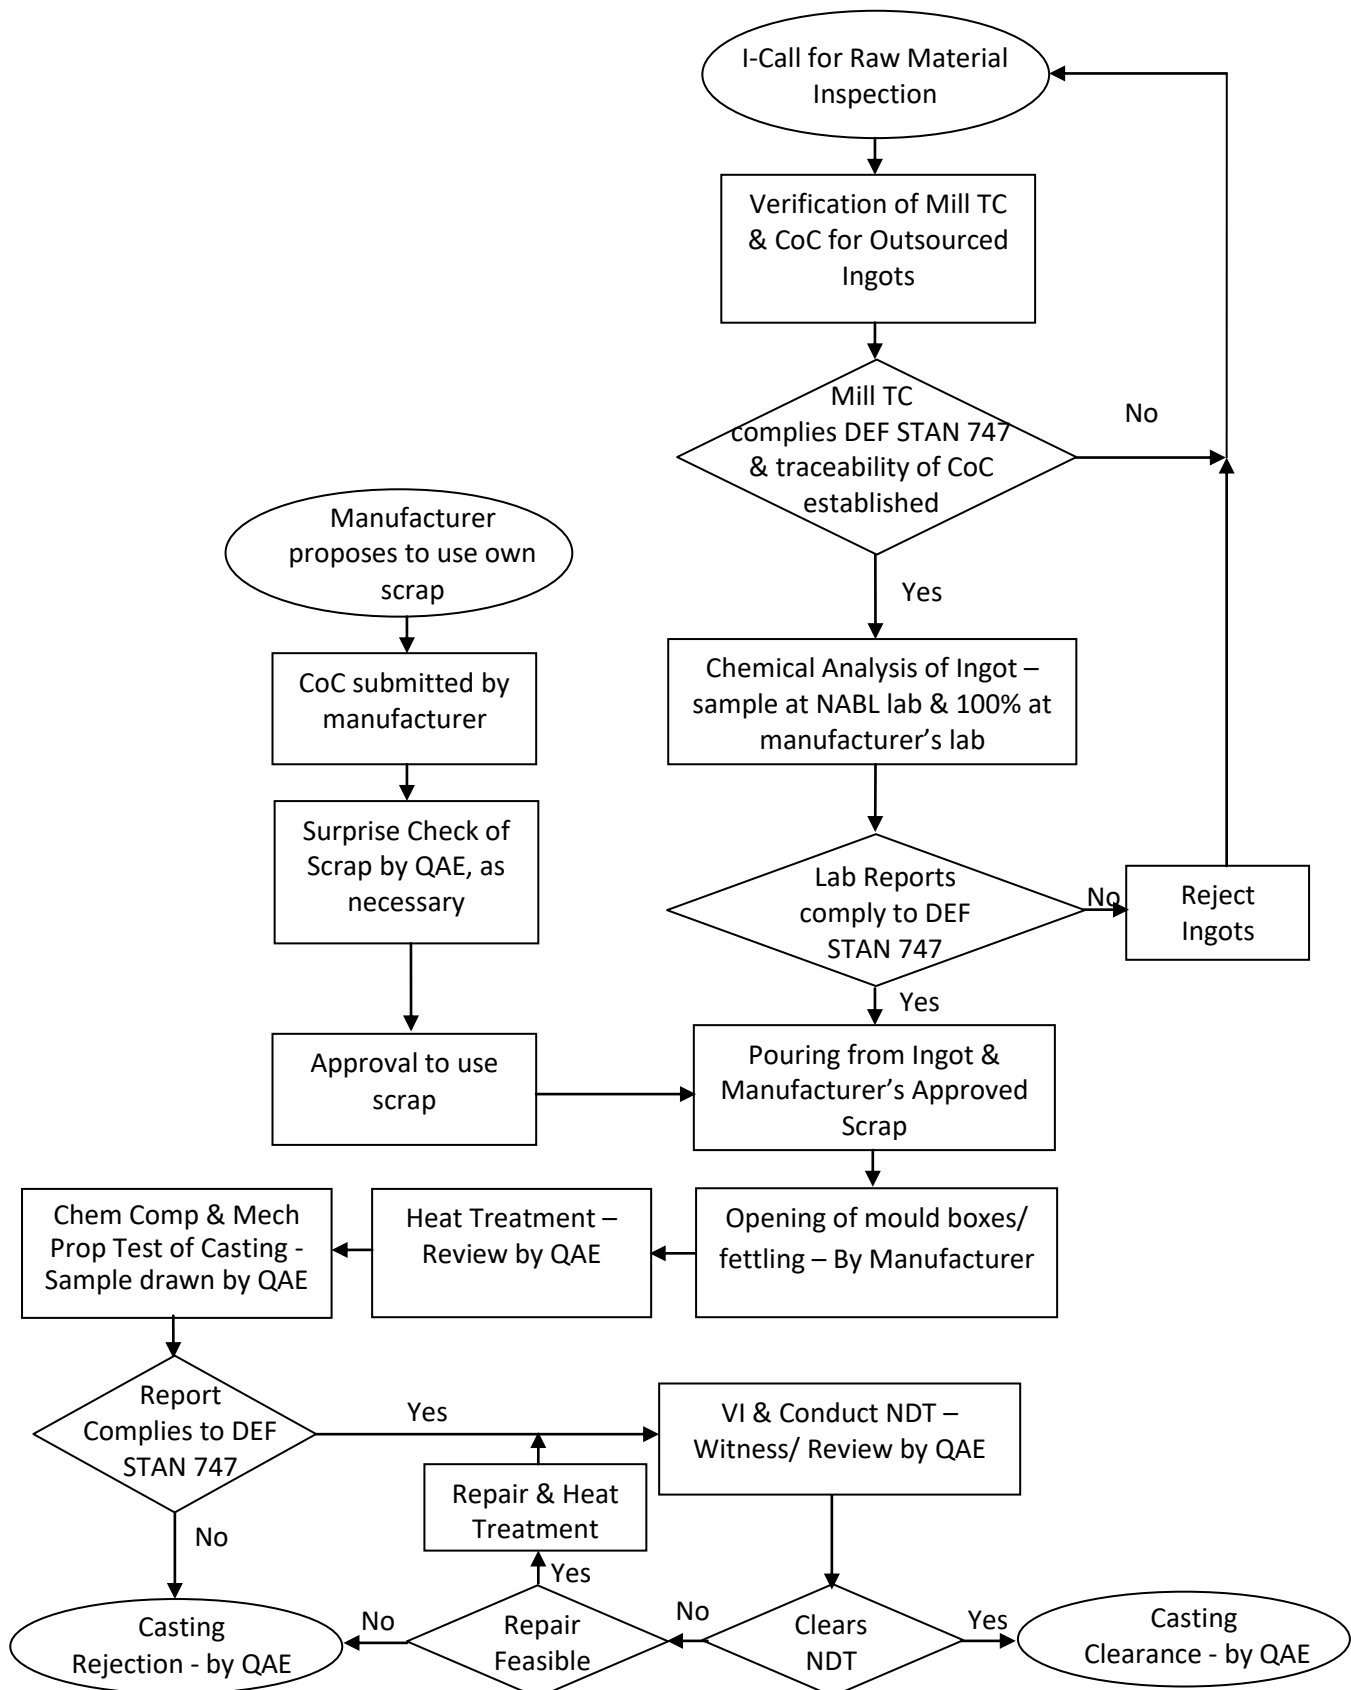 I-Call for Raw Material
Inspection
Verification of Mill TC
& CoC for Outsourced
Ingots
Mill TC
complies DEF STAN 747
& traceability of CoC
established
No
Yes
Manufacturer
proposes to use own
scrap
CoC submitted by
manufacturer
Surprise Check of
Scrap by QAE, as
necessary
Approval to use
scrap
Chemical Analysis of Ingot –
sample at NABL lab & 100% at
manufacturer's lab
Lab Reports
comply to DEF
STAN 747
No
Reject
Ingots
Yes
Pouring from Ingot &
Manufacturer's Approved
Scrap
Opening of mould boxes/
fettling – By Manufacturer
Heat Treatment –
Review by QAE
Chem Comp & Mech
Prop Test of Casting -
Sample drawn by QAE
Report
Complies to DEF
STAN 747
Yes
No
VI & Conduct NDT –
Witness/ Review by QAE
Repair & Heat
Treatment
Yes
Casting
Rejection - by QAE
No
Repair
Feasible
No
Clears
NDT
Yes
Casting
Clearance - by QAE